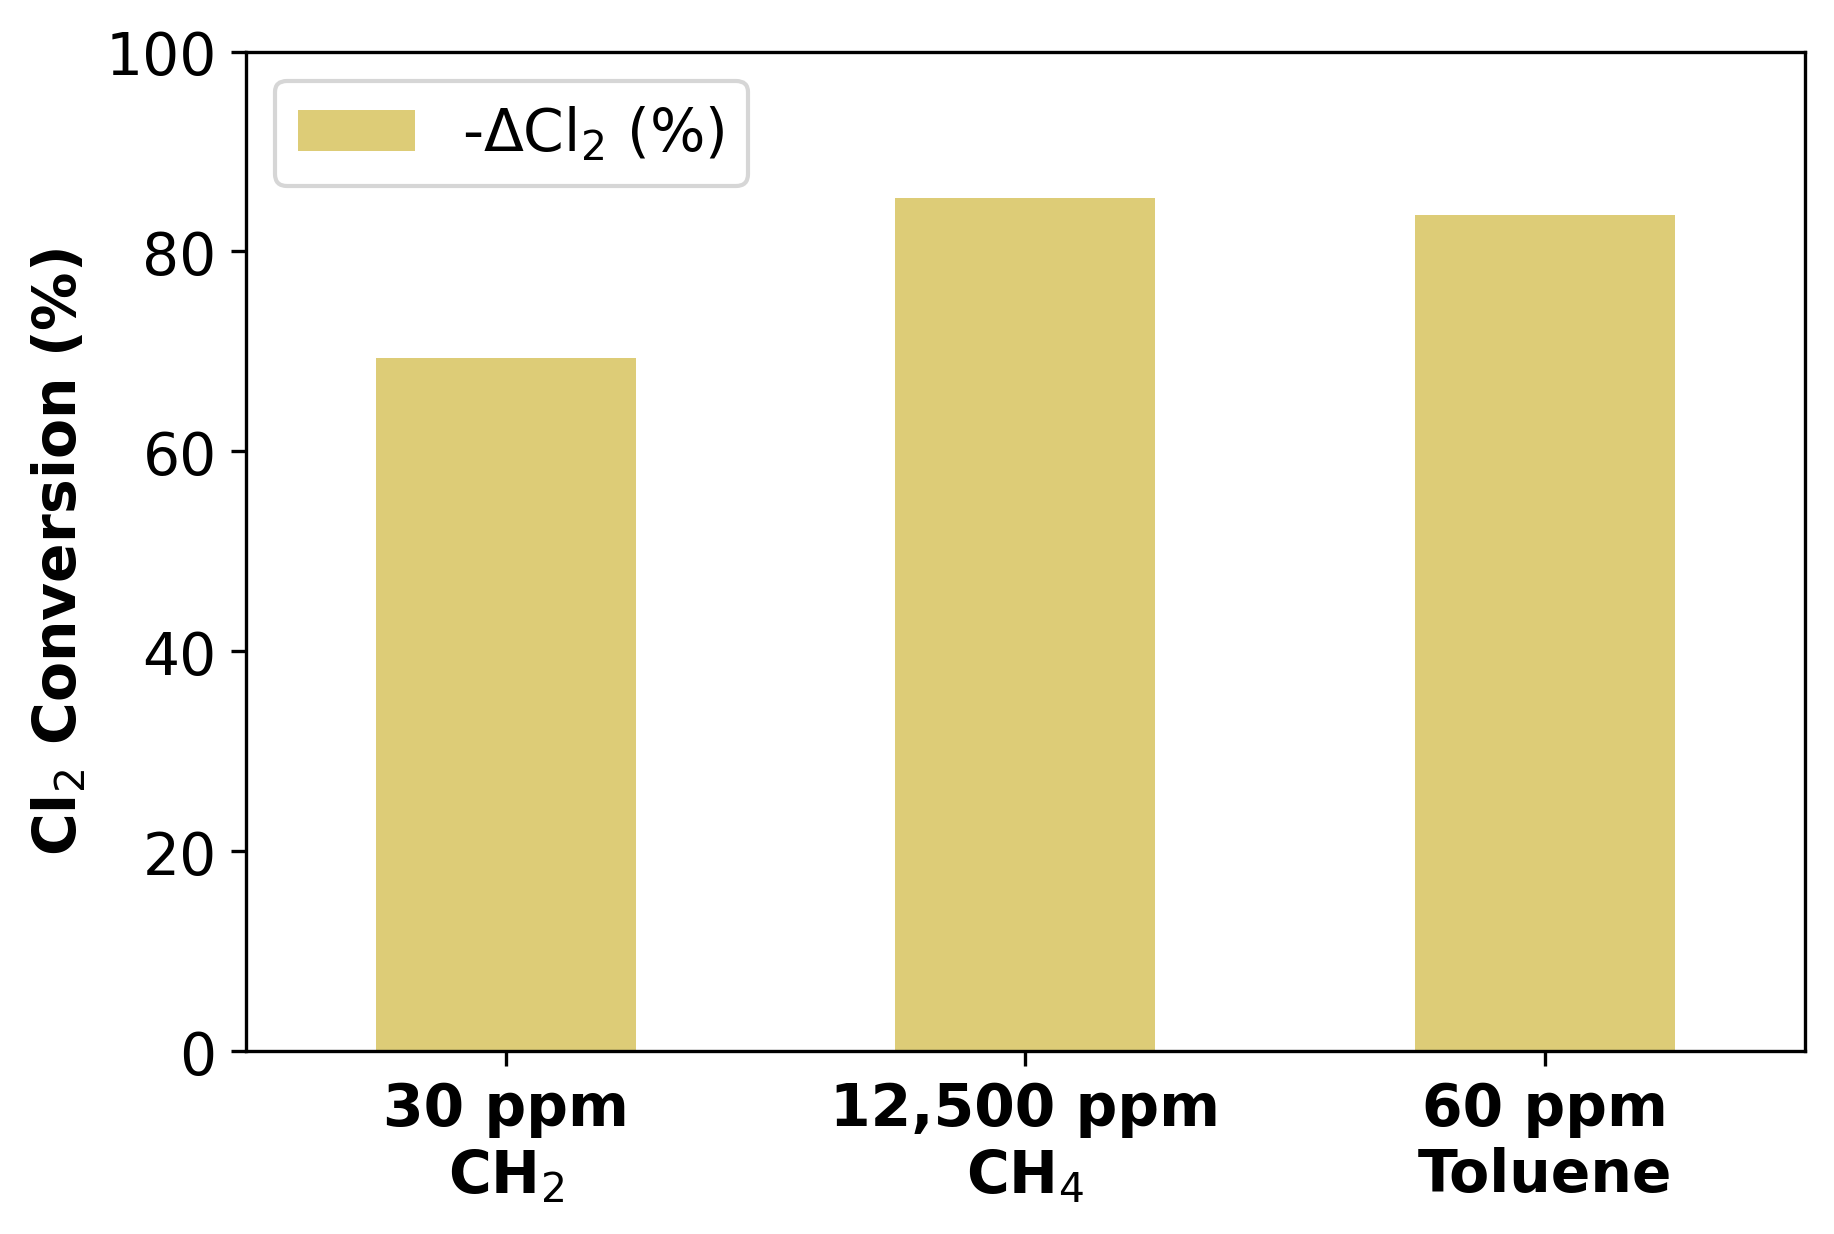 100
80
60
40
20
0
Cl₂ Conversion (%)
-ΔCl₂ (%)
30 ppm
CH₂
12,500 ppm
CH₄
60 ppm
Toluene